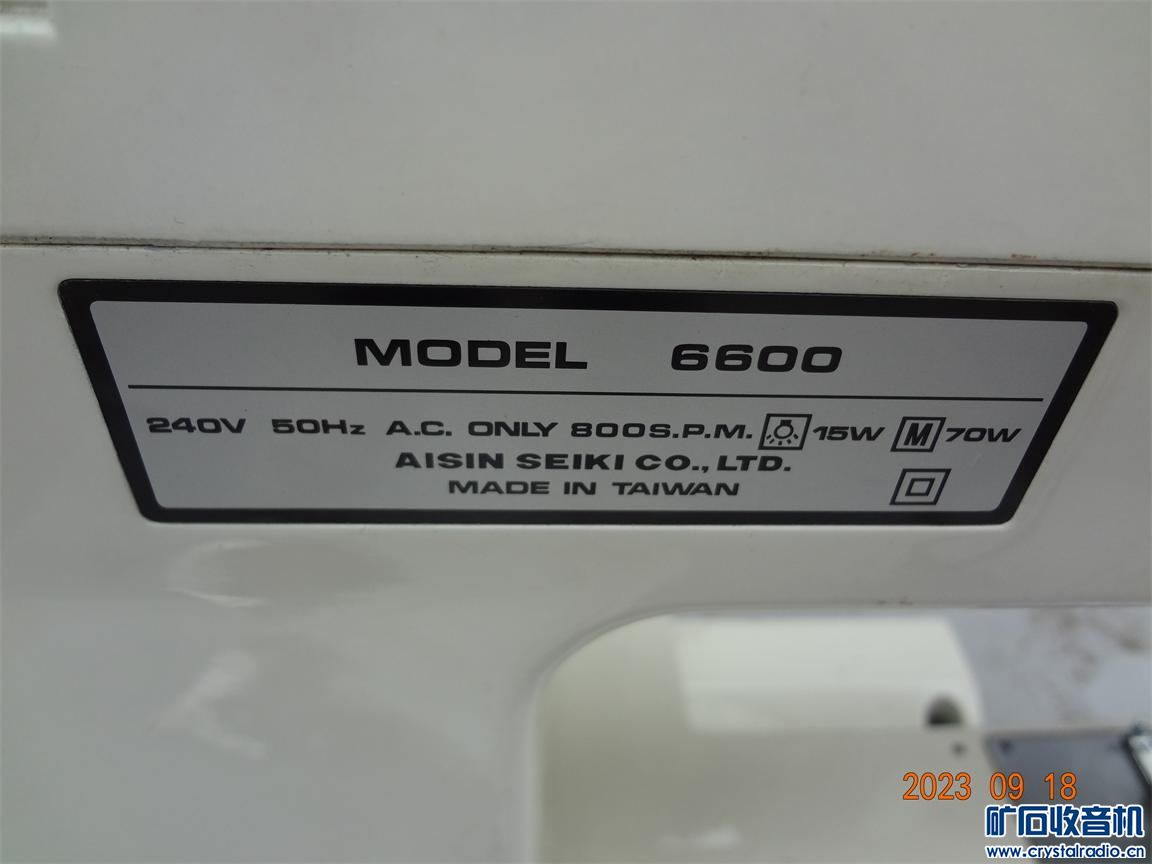 MODEL 6600
240V 50Hz A.C. ONLY 800S.P.M. 15W M 70W
AISIN SEIKI CO., LTD.
MADE IN TAIWAN
2023 09 18
矿石收音机
www.crystalradio.cn